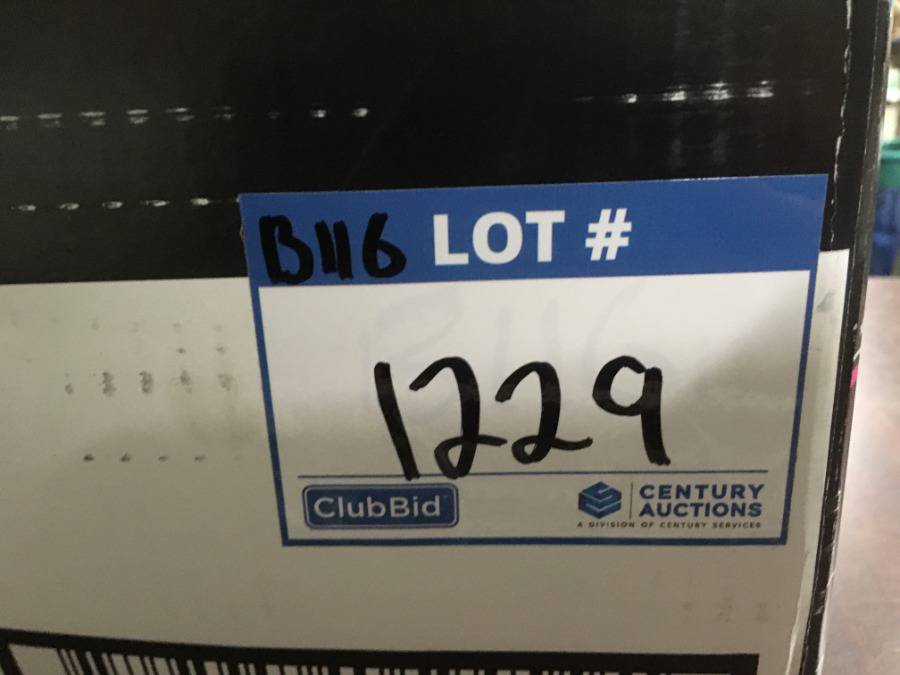 B116 LOT #
1229
ClubBid
CENTURY
AUCTIONS
A DIVISION OF CENTURY SERVICES